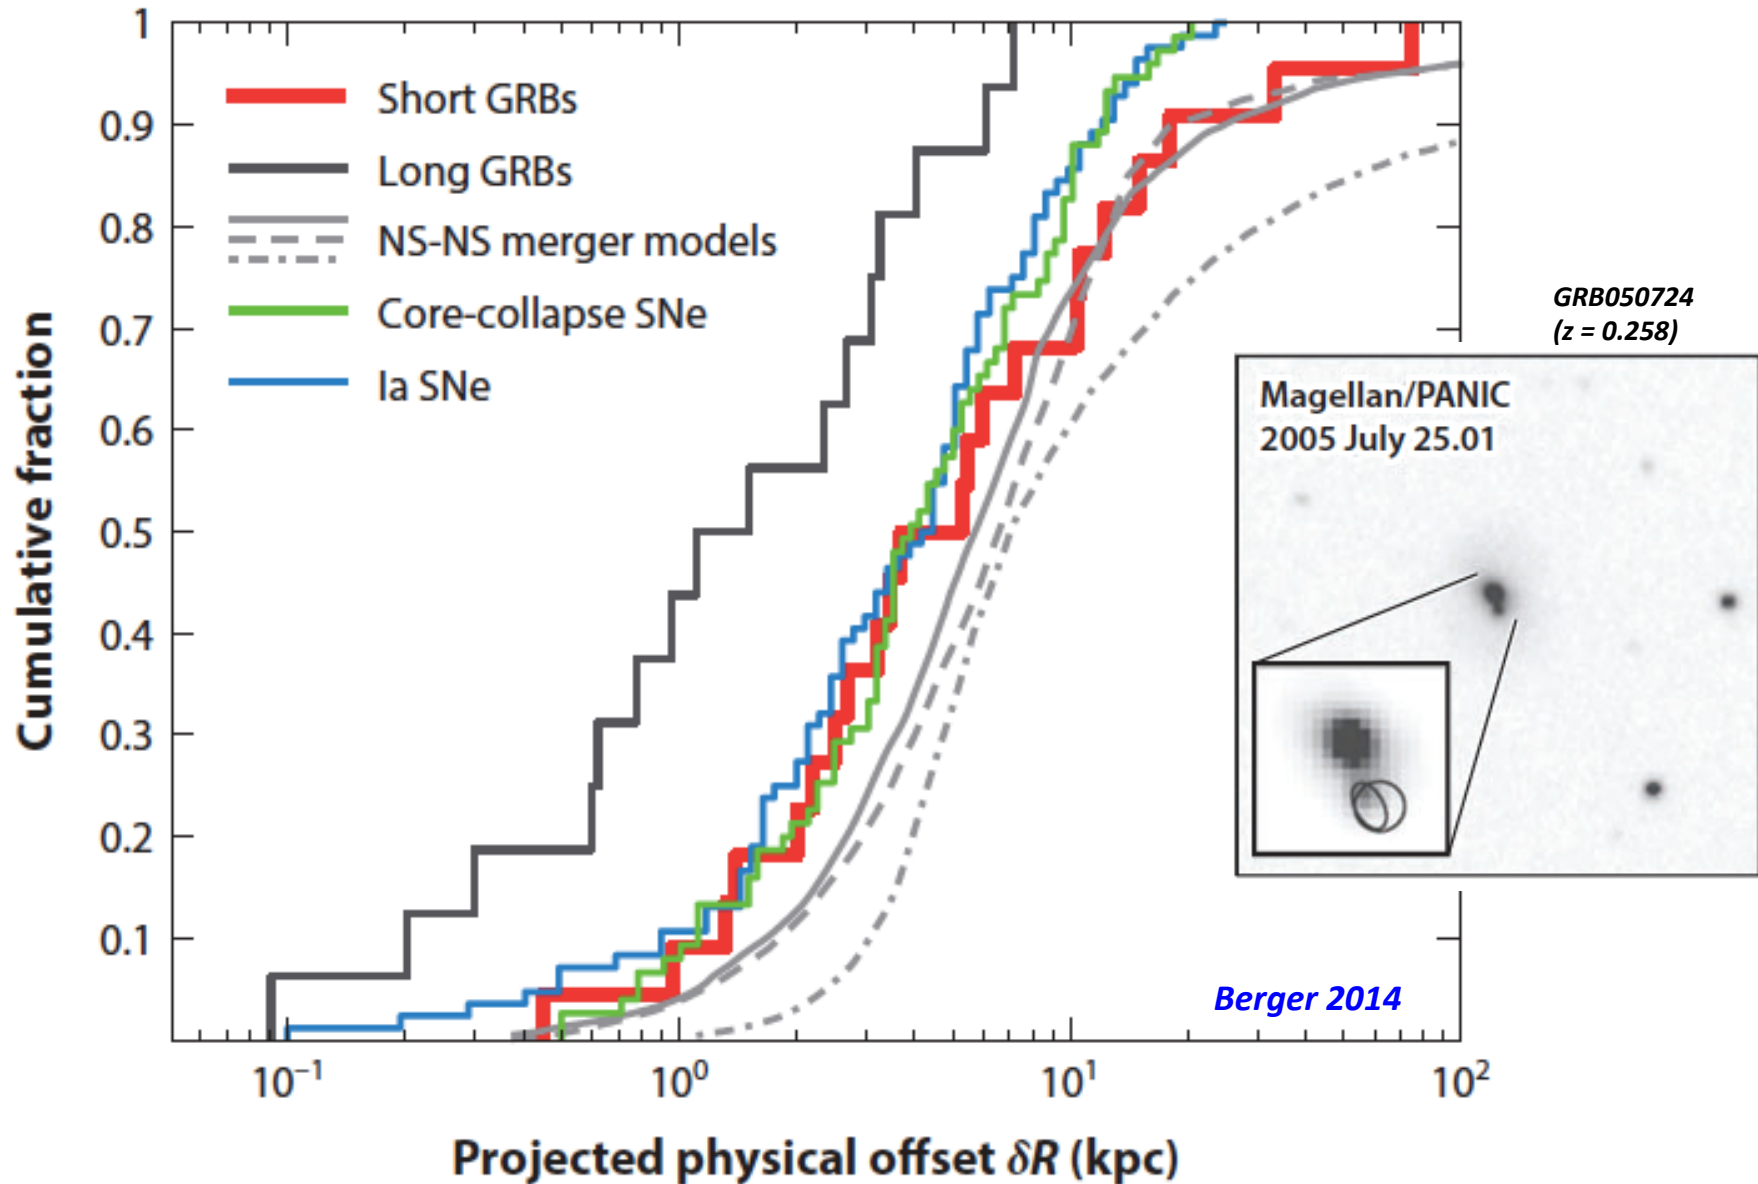 Short GRBs
Long GRBs
NS-NS merger models
Core-collapse SNe
Ia SNe
Cumulative fraction
1
0.9
0.8
0.7
0.6
0.5
0.4
0.3
0.2
0.1
10⁻¹
10⁰
10¹
10²
Projected physical offset δR (kpc)
GRB050724
(z = 0.258)
Magellan/PANIC
2005 July 25.01
Berger 2014